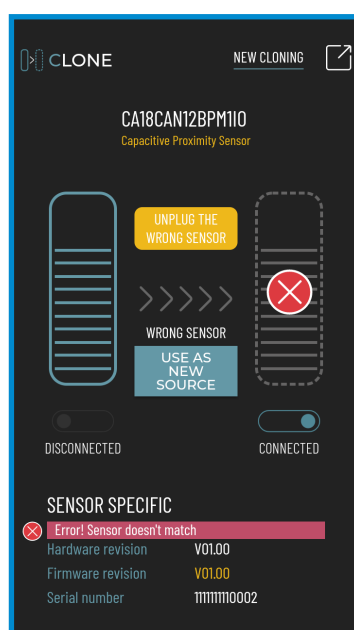 CLONE
NEW CLONING
CA18CAN12BPM1IO
Capacitive Proximity Sensor
UNPLUG THE
WRONG SENSOR
WRONG SENSOR
USE AS
NEW
SOURCE
DISCONNECTED
CONNECTED
SENSOR SPECIFIC
Error! Sensor doesn't match
Hardware revision V01.00
Firmware revision V01.00
Serial number 1111111110002